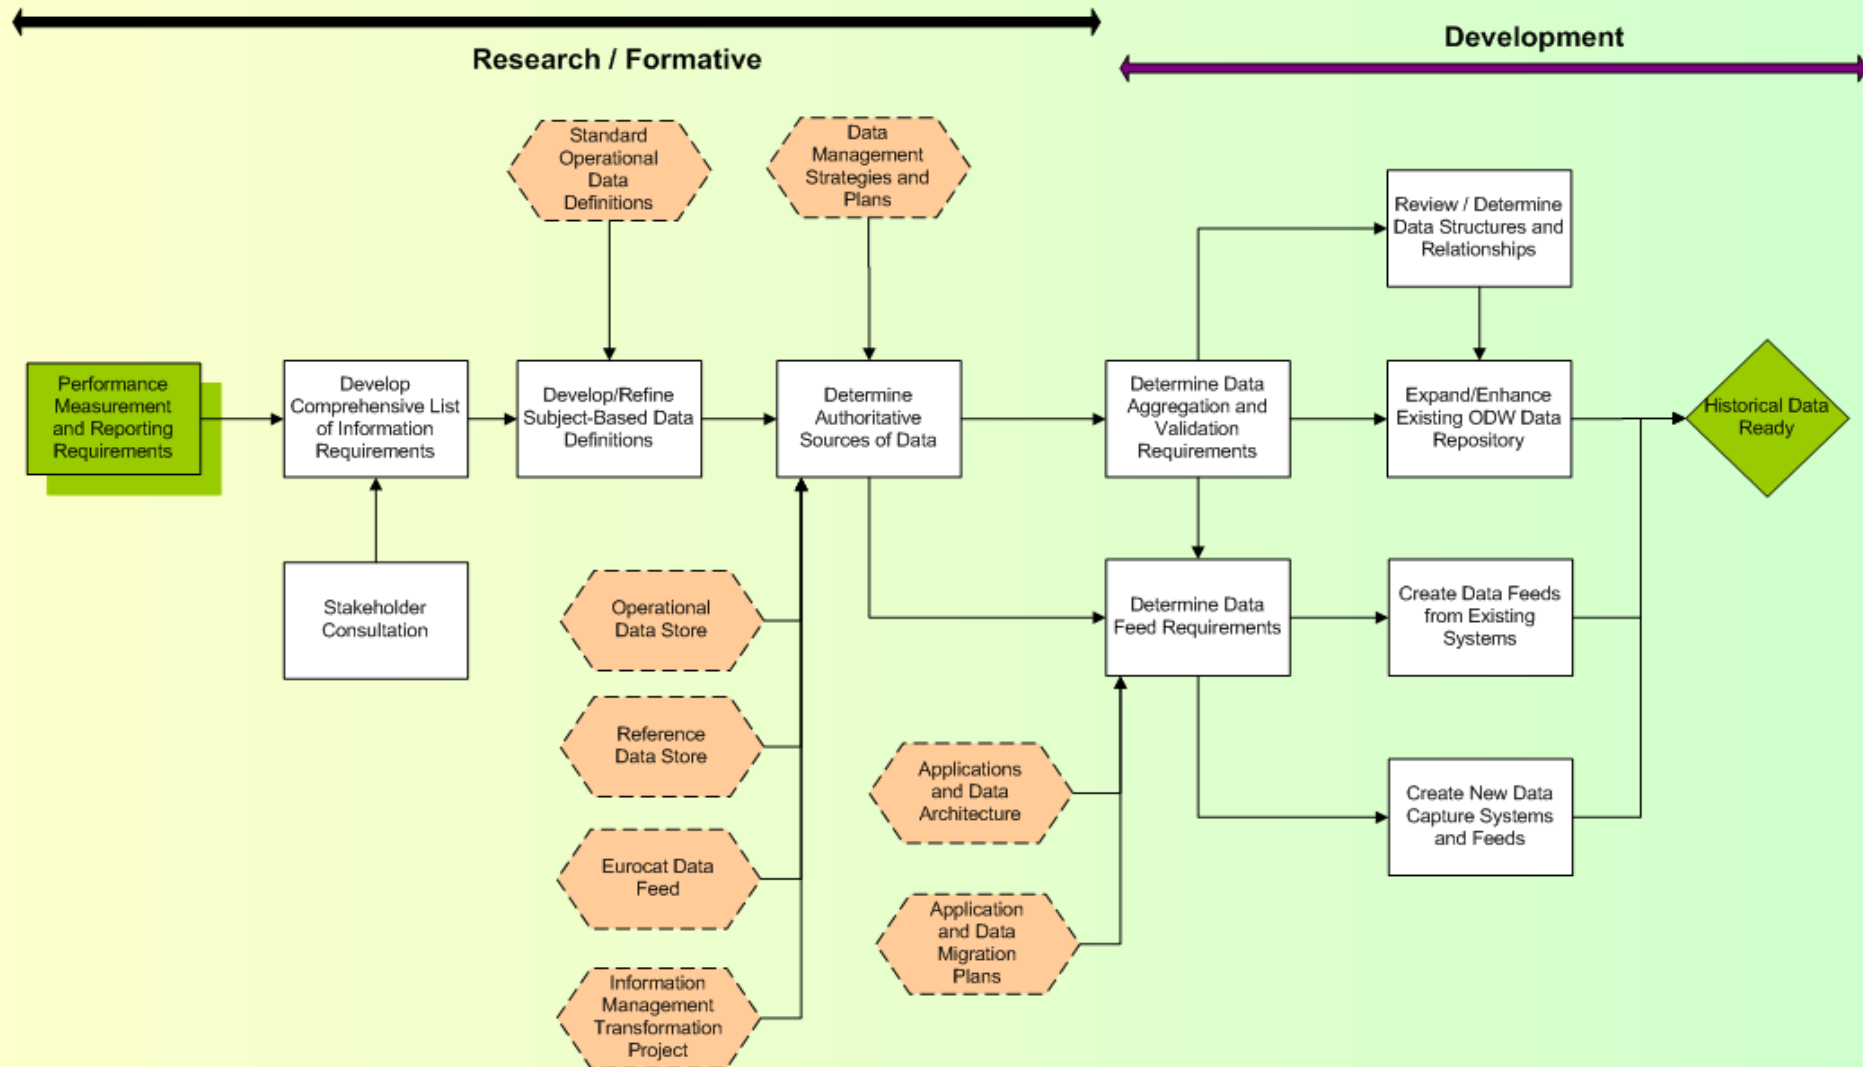 Research / Formative
Development
Standard
Operational
Data
Definitions
Data
Management
Strategies and
Plans
Review / Determine
Data Structures and
Relationships
Performance
Measurement
and Reporting
Requirements
Develop
Comprehensive List
of Information
Requirements
Develop/Refine
Subject-Based Data
Definitions
Determine
Authoritative
Sources of Data
Determine Data
Aggregation and
Validation
Requirements
Expand/Enhance
Existing ODW Data
Repository
Historical Data
Ready
Stakeholder
Consultation
Operational
Data Store
Determine Data
Feed Requirements
Create Data Feeds
from Existing
Systems
Reference
Data Store
Applications
and Data
Architecture
Create New Data
Capture Systems
and Feeds
Eurocat Data
Feed
Application
and Data
Migration
Plans
Information
Management
Transformation
Project